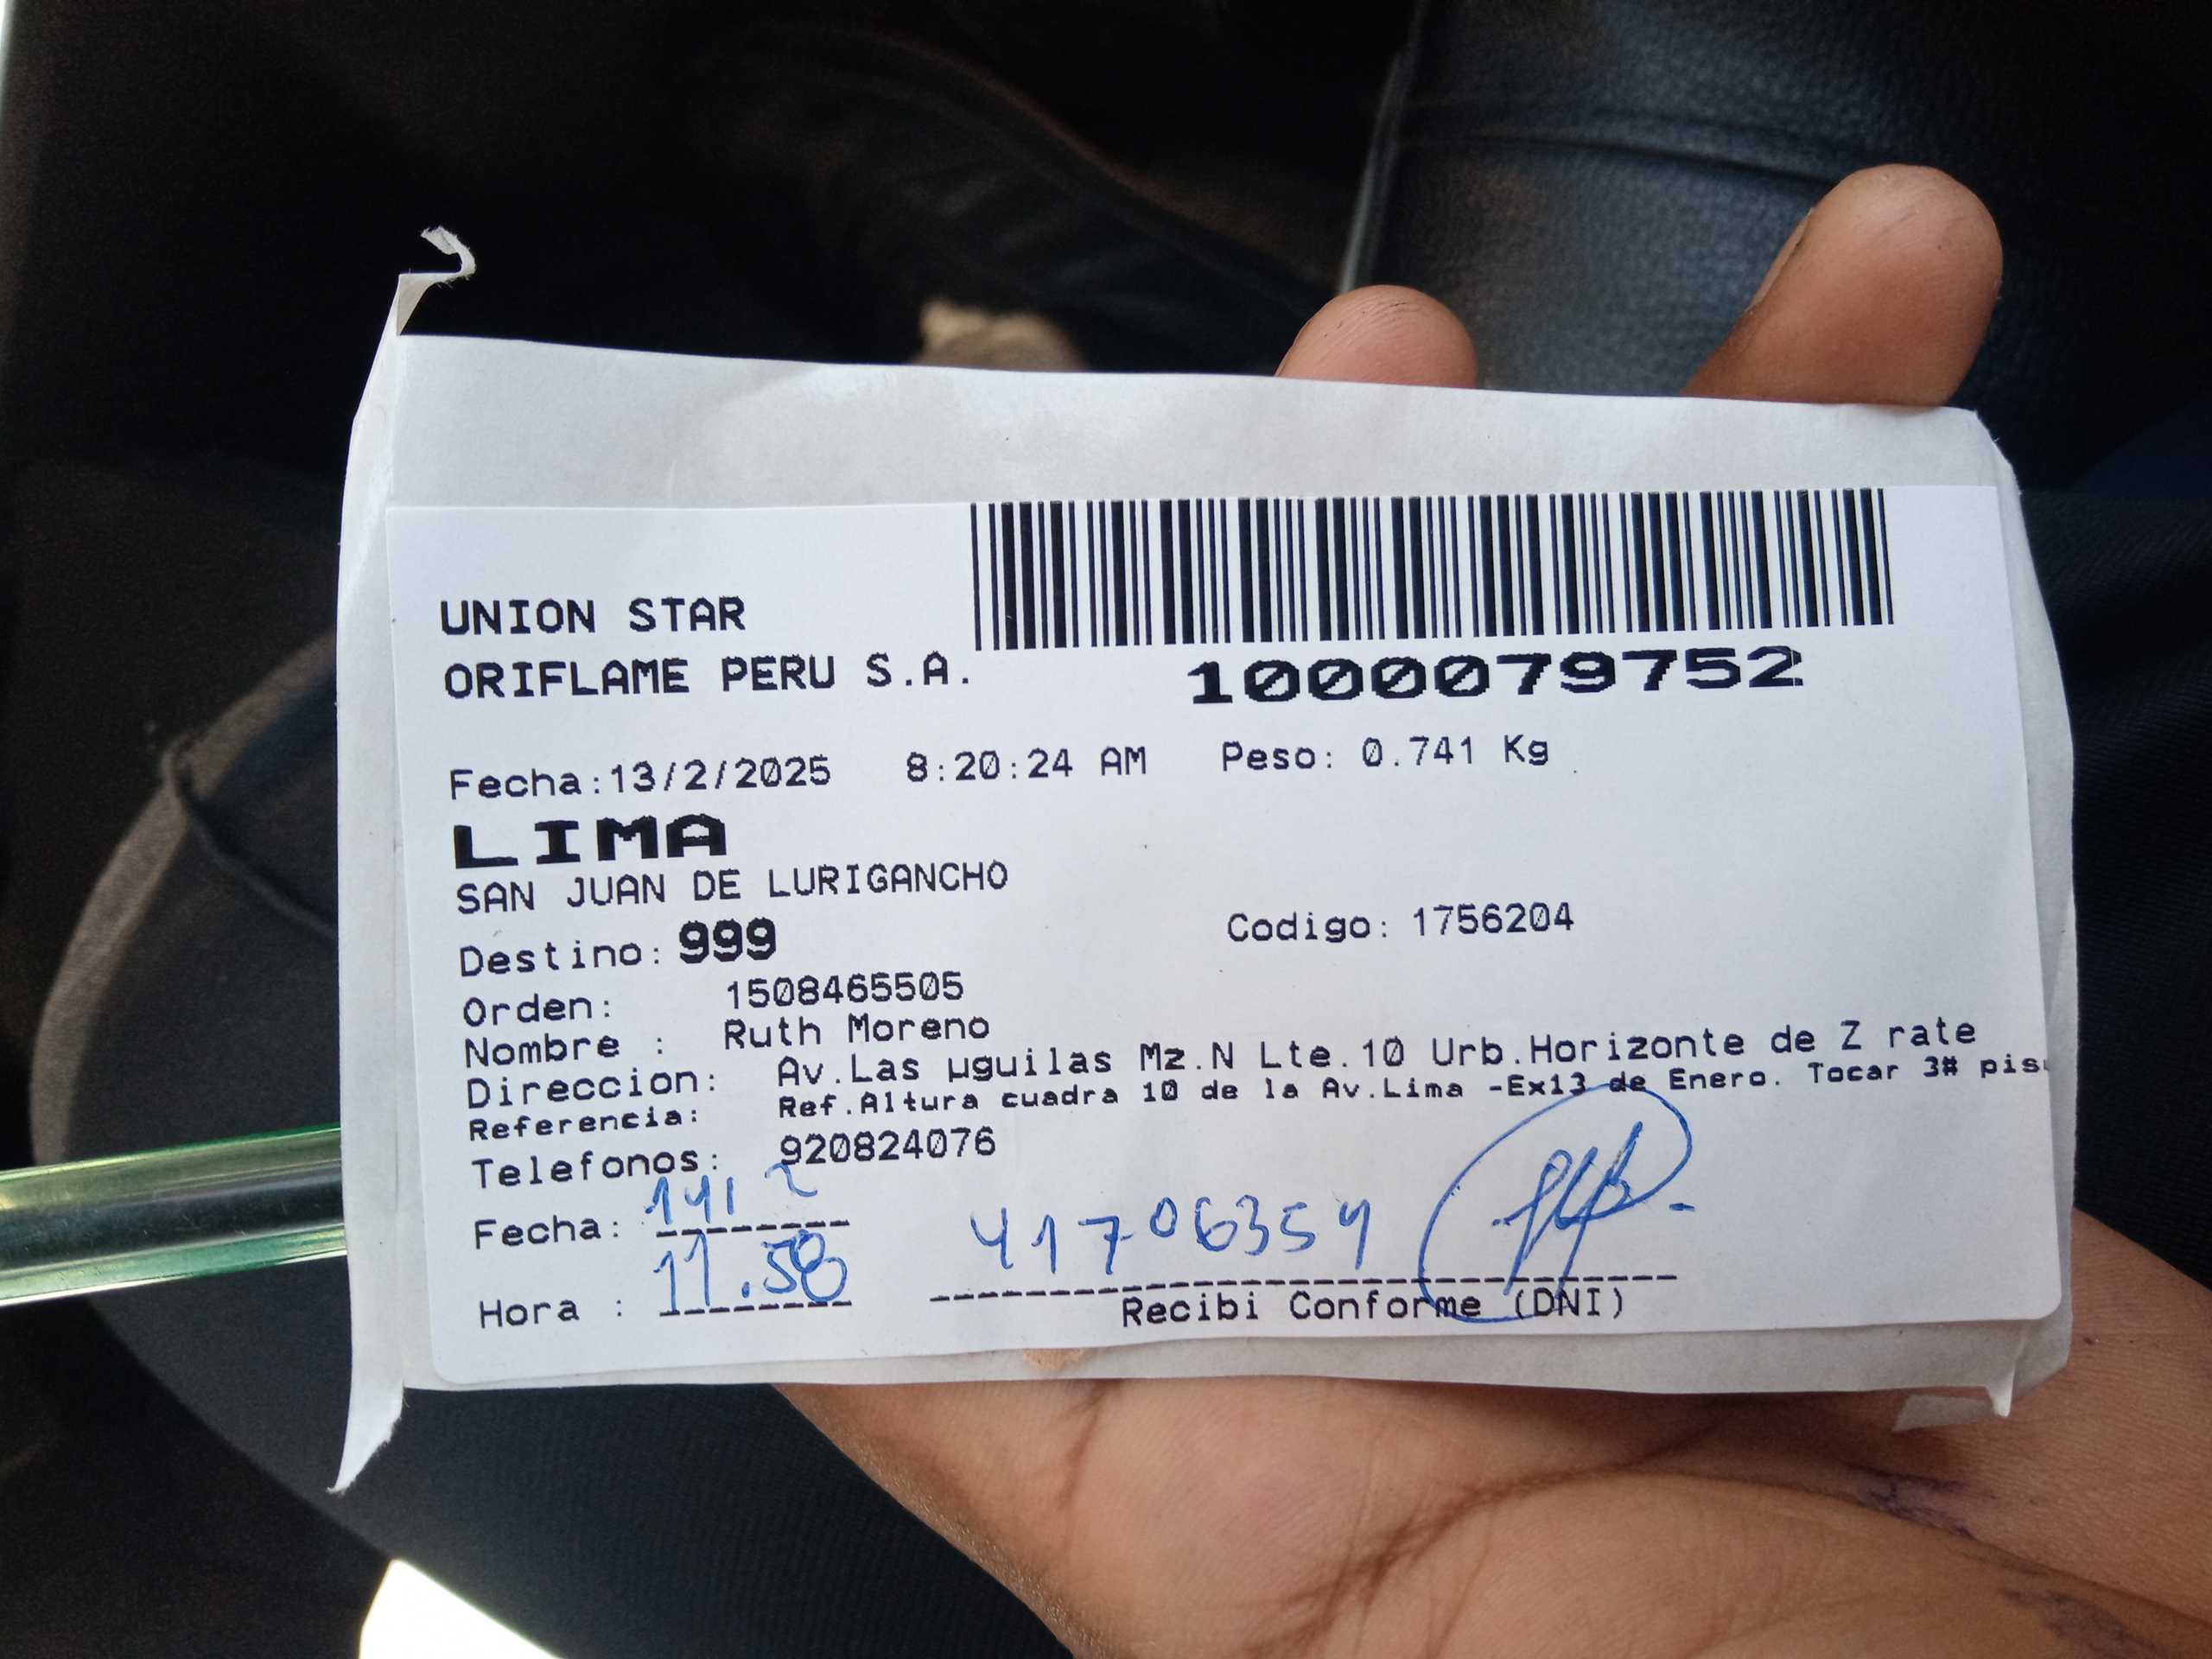 UNION STAR
ORIFLAME PERU S.A.
1000079752
Fecha:13/2/2025 8:20:24 AM Peso: 0.741 Kg
LIMA
SAN JUAN DE LURIGANCHO
Destino: 999 Codigo: 1756204
Orden: 1508465505
Nombre : Ruth Moreno
Direccion: Av.Las µguilas Mz.N Lte.10 Urb.Horizonte de Z rate
Referencia: Ref.Altura cuadra 10 de la Av.Lima -Ex13 de Enero. Tocar 3# pis
Telefonos: 920824076
Fecha: 14/ 2
Hora : 11.58 41706354
Recibi Conforme (DNI)